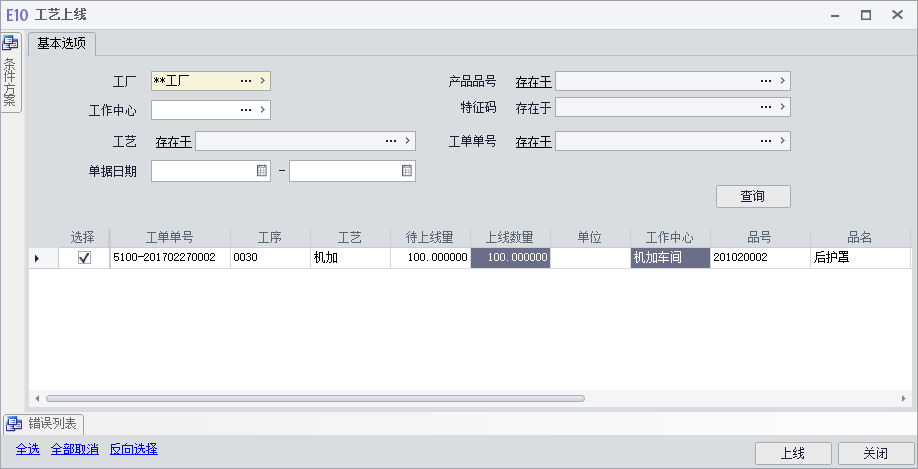 E10 工艺上线
条件方案
基本选项
工厂 **工厂 ··· 产品品号 存在于 ···
工作中心 ··· 特征码 存在于 ···
工艺 存在于 ··· 工单单号 存在于 ···
单据日期 -
查询
选择 工单单号 工序 工艺 待上线量 上线数量 单位 工作中心 品号 品名
5100-201702270002 0030 机加 100.000000 100.000000 机加车间 201020002 后护罩
错误列表
全选 全部取消 反向选择 上线 关闭